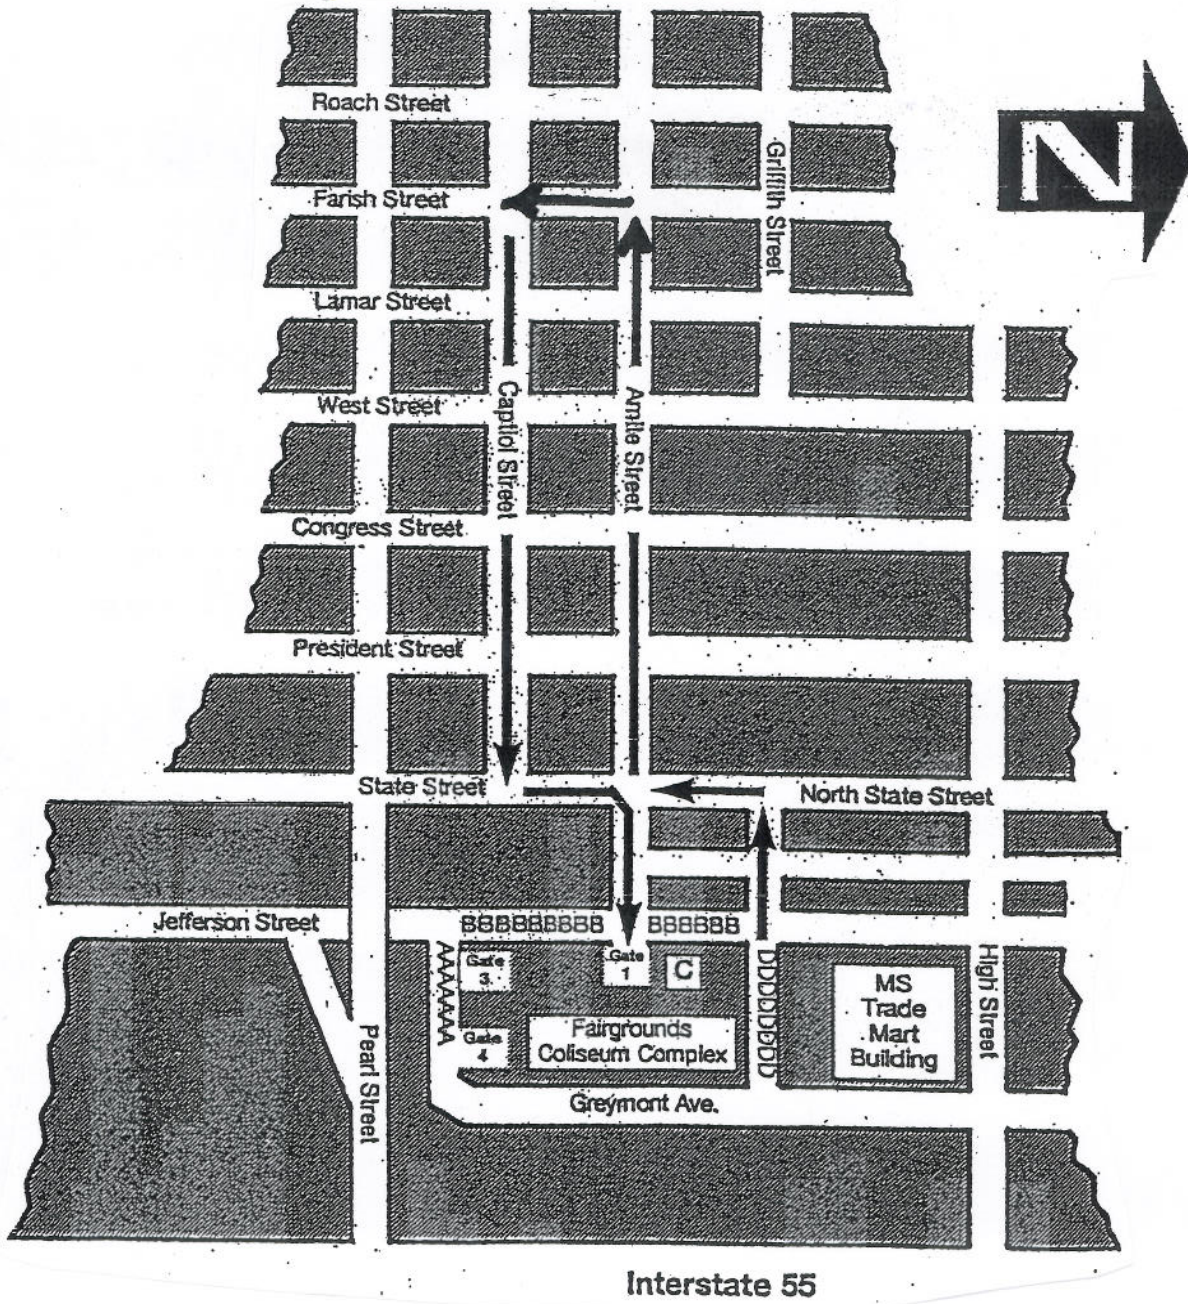 Roach Street
N
Griffith Street
Farish Street
Lamar Street
West Street
Capitol Street
Amite Street
Congress Street
President Street
State Street
North State Street
Jefferson Street
BBBBBBBBB
BBBBBB
AAAAAAA
Gate
3
Gate
1
C
DDDDDDDD
MS
Trade
Mart
Building
High Street
Gate
4
Fairgrounds
Coliseum Complex
Pearl Street
Greymont Ave.
Interstate 55